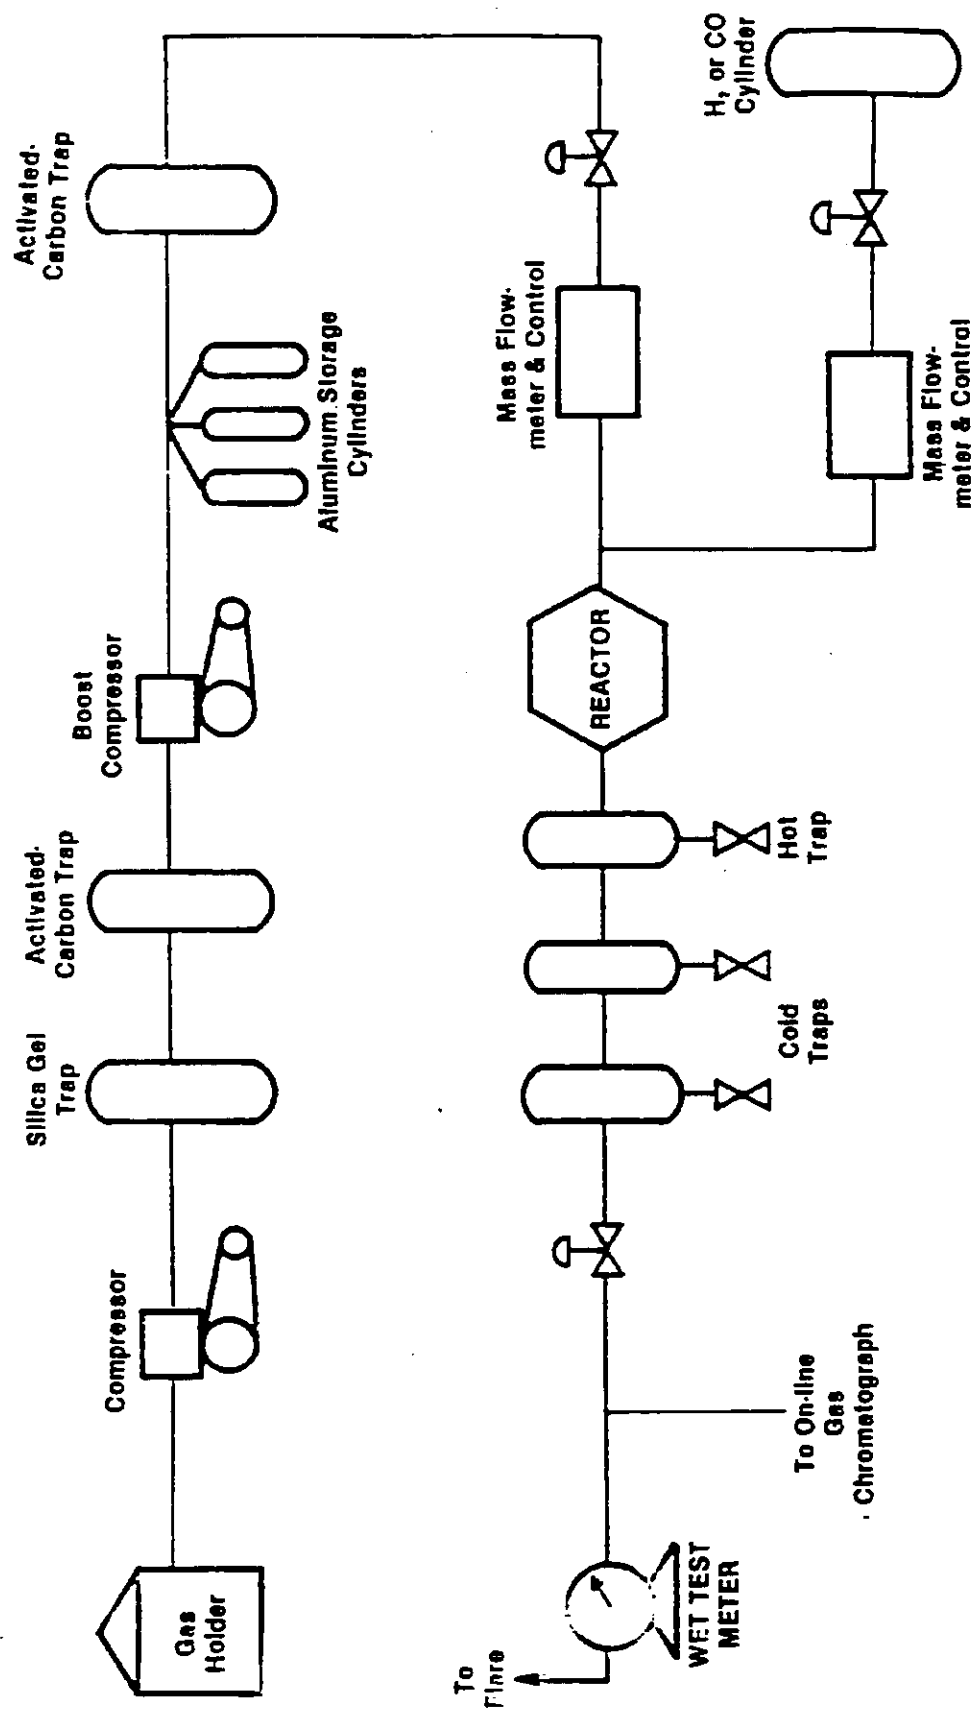 Gas
Holder
Compressor
Silica Gel
Trap
Activated-
Carbon Trap
Boost
Compressor
Aluminum Storage
Cylinders
Activated-
Carbon Trap
To
Flare
WET TEST
METER
To On-line
Gas
Chromatograph
Cold
Traps
Hot
Trap
REACTOR
Mass Flow-
meter & Control
Mass Flow-
meter & Control
H₂ or CO
Cylinder